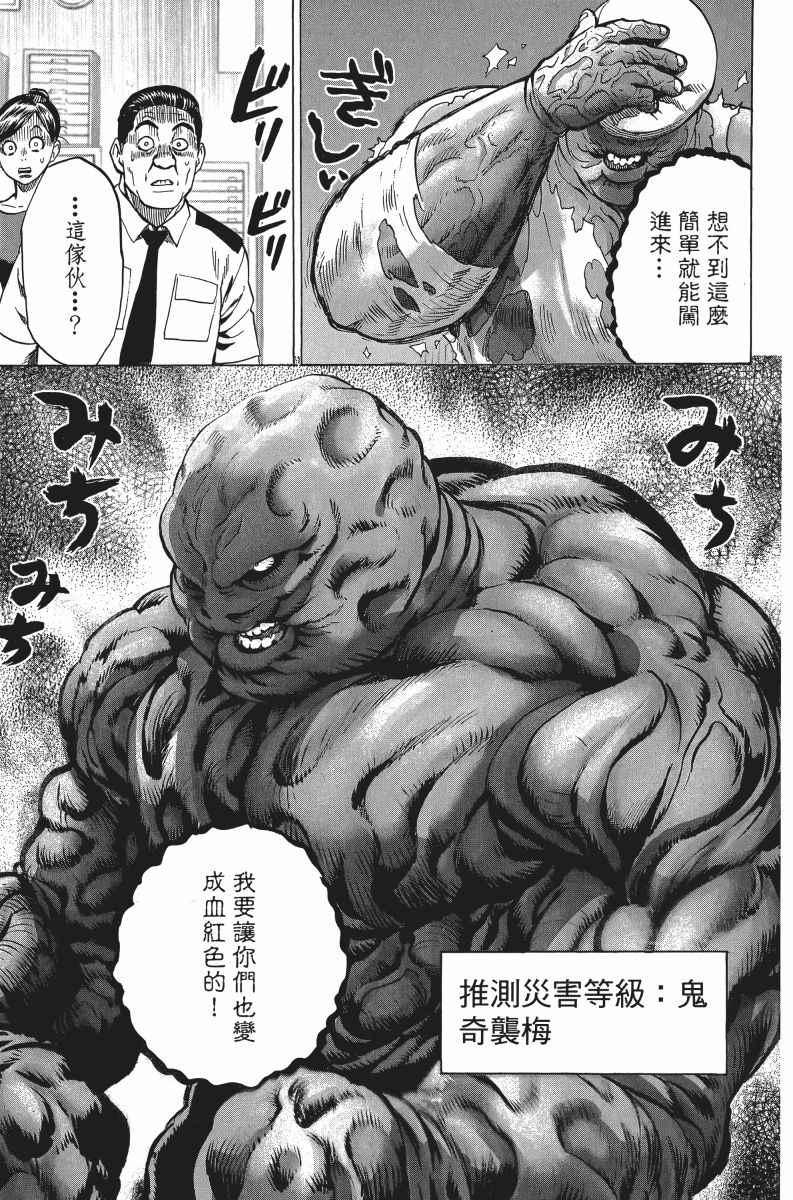 想不到這麼
簡單就能闖
進來…
ぎしぃ
ビリ
ビリ
…這傢伙…？
みち
みち
みち
我要讓你們也變
成血紅色的！
推測災害等級：鬼
奇襲梅